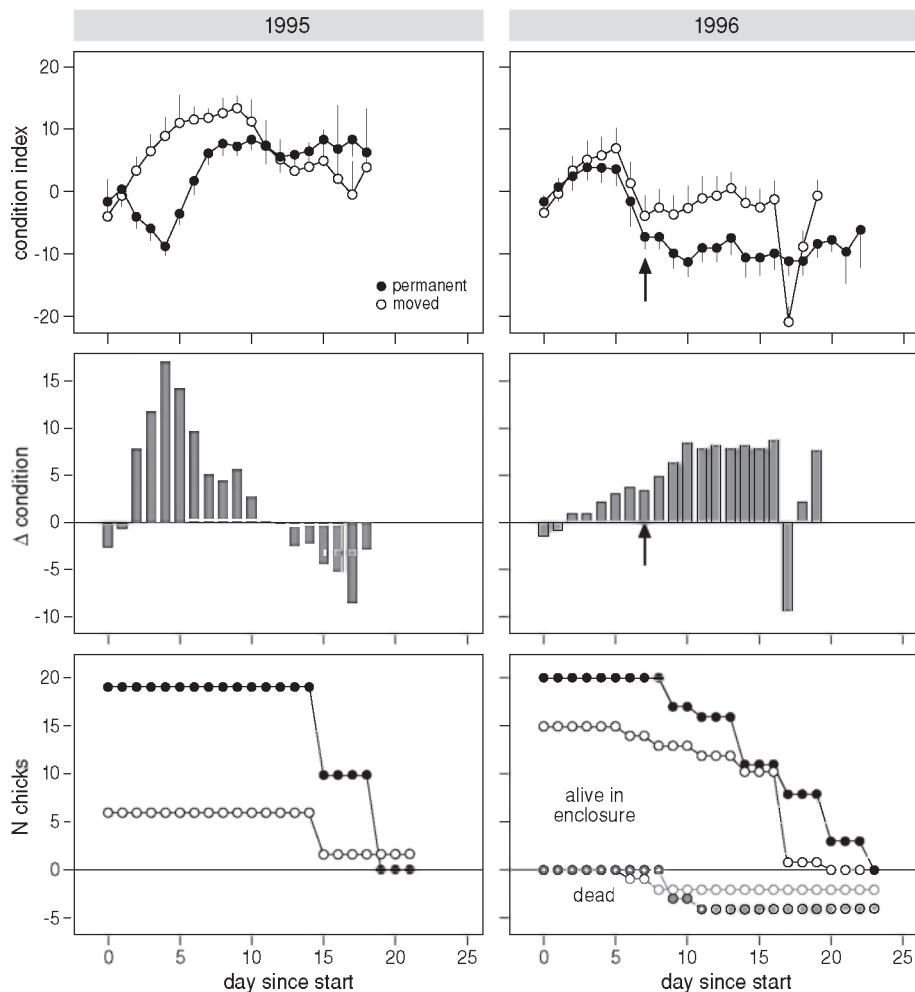 1995
1996
20
10
0
-10
-20
condition index
permanent
moved
15
10
5
0
-5
-10
Δ condition
20
15
10
5
0
-5
N chicks
alive in
enclosure
dead
0 5 10 15 20 25
0 5 10 15 20 25
day since start
day since start